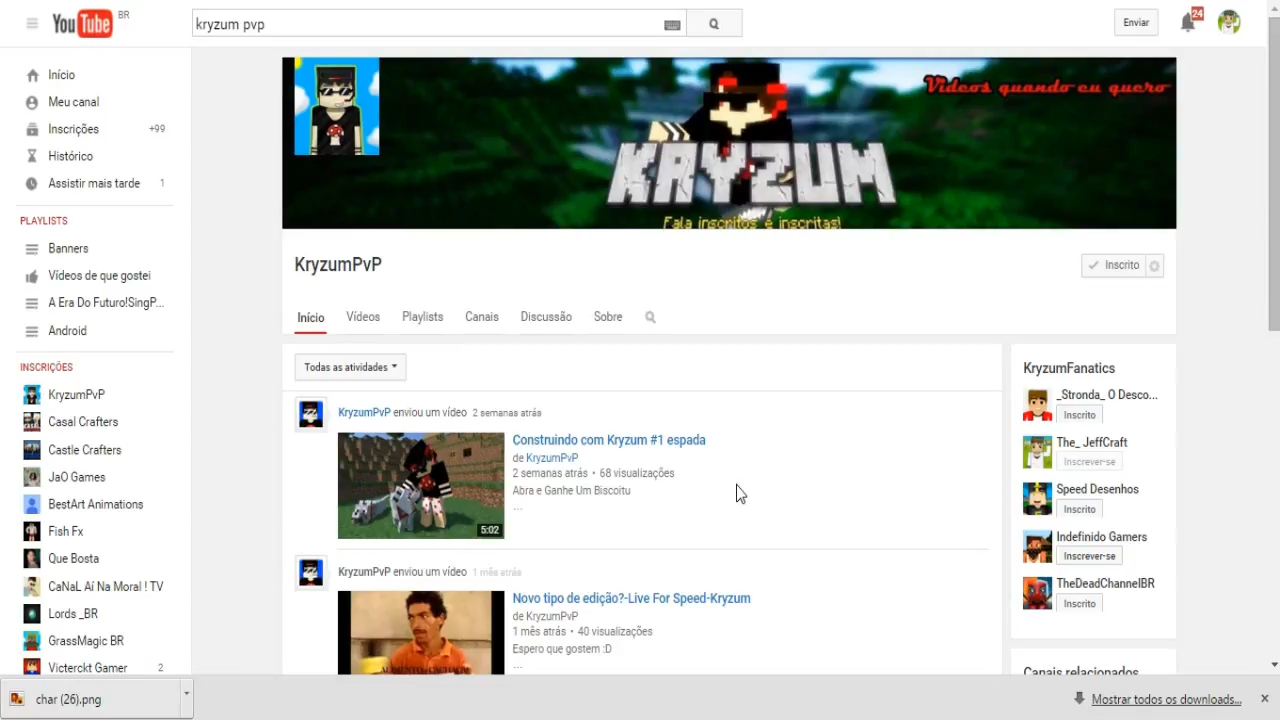 YouTube BR
kryzum pvp
Enviar
24
Início
Meu canal
Inscrições +99
Histórico
Assistir mais tarde 1
PLAYLISTS
Banners
Vídeos de que gostei
A Era Do Futuro!SingP...
Android
INSCRIÇÕES
KryzumPvP
Casal Crafters
Castle Crafters
JaO Games
BestArt Animations
Fish Fx
Que Bosta
CaNaL Aí Na Moral ! TV
Lords _BR
GrassMagic BR
Victerckt Gamer 2
Videos quando eu quero
KRYZUM
Fala inscritos e inscritas!
KryzumPvP
Inscrito
Início Vídeos Playlists Canais Discussão Sobre
Todas as atividades
KryzumPvP enviou um vídeo 2 semanas atrás
5:02
Construindo com Kryzum #1 espada
de KryzumPvP
2 semanas atrás • 68 visualizações
Abra e Ganhe Um Biscoitu
...
KryzumPvP enviou um vídeo 1 mês atrás
Novo tipo de edição?-Live For Speed-Kryzum
de KryzumPvP
1 mês atrás • 40 visualizações
Espero que gostem :D
...
KryzumFanatics
_Stronda_ O Desco...
Inscrito
The_ JeffCraft
Inscrever-se
Speed Desenhos
Inscrito
Indefinido Gamers
Inscrever-se
TheDeadChannelBR
Inscrito
Canais relacionados
char (26).png
Mostrar todos os downloads...